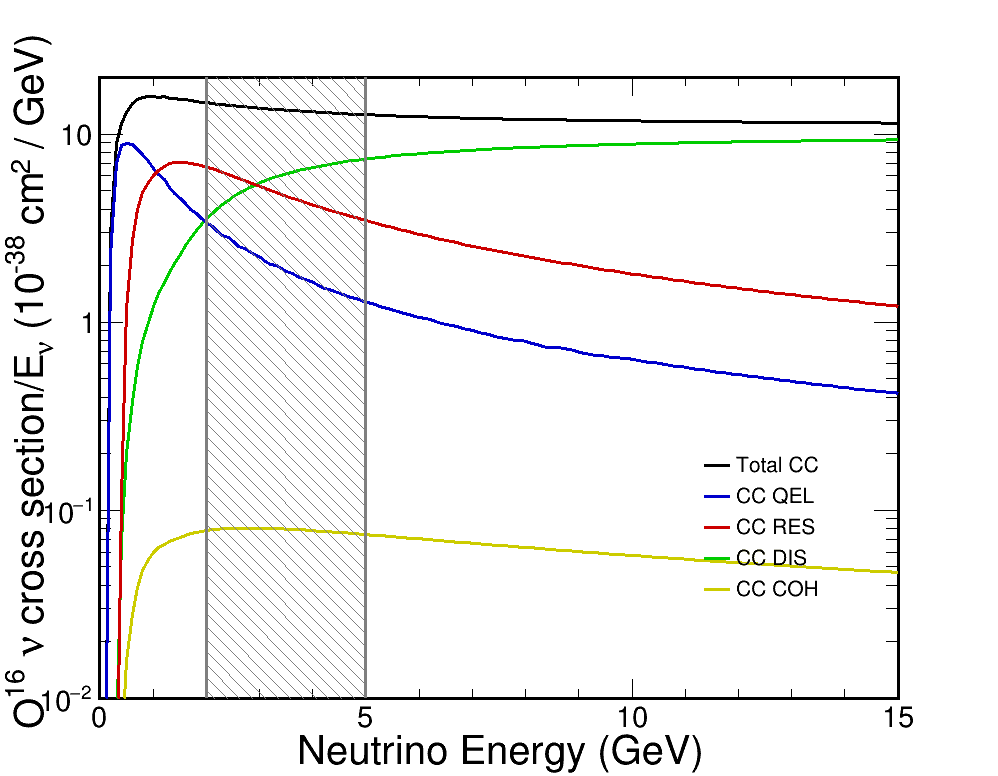 O¹⁶ ν cross section/Eᵥ (10⁻³⁸ cm² / GeV)
10
1
10⁻¹
10⁻²
Total CC
CC QEL
CC RES
CC DIS
CC COH
0 5 10 15
Neutrino Energy (GeV)